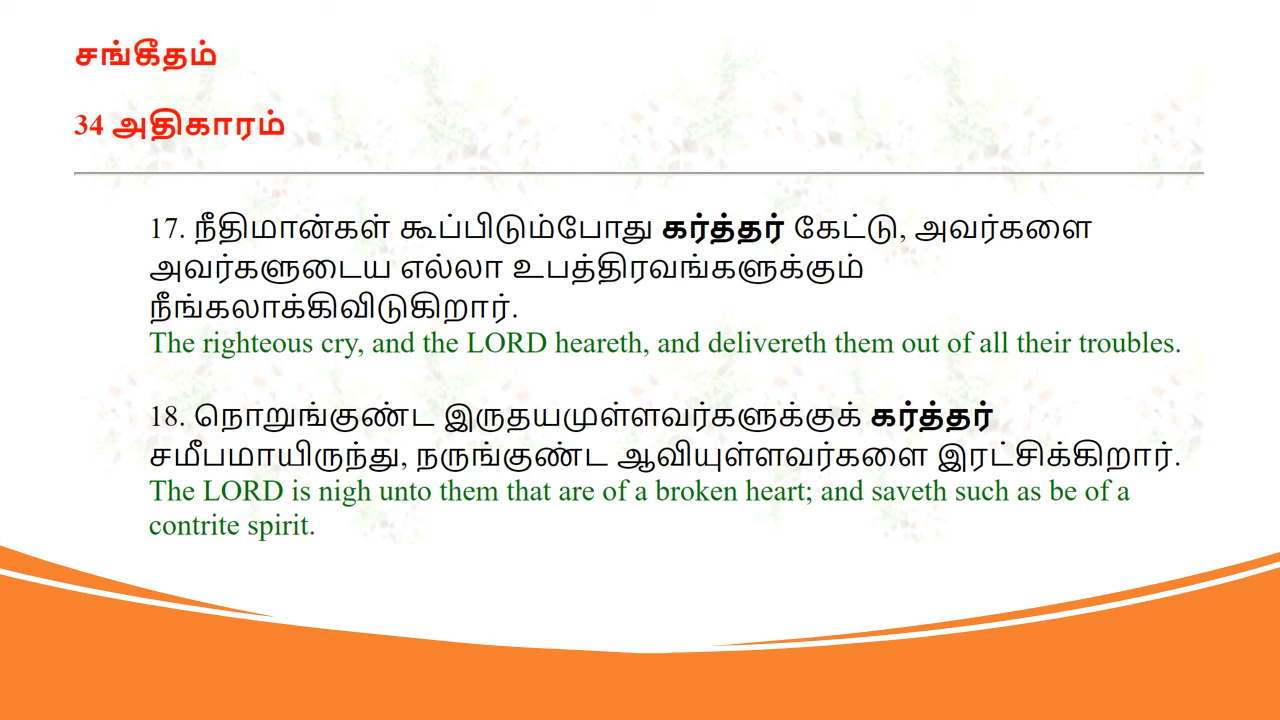 சங்கீதம்
34 அதிகாரம்
17. நீதிமான்கள் கூப்பிடும்போது கர்த்தர் கேட்டு, அவர்களை
அவர்களுடைய எல்லா உபத்திரவங்களுக்கும்
நீங்கலாக்கிவிடுகிறார்.
The righteous cry, and the LORD heareth, and delivereth them out of all their troubles.
18. நொறுங்குண்ட இருதயமுள்ளவர்களுக்குக் கர்த்தர்
சமீபமாயிருந்து, நருங்குண்ட ஆவியுள்ளவர்களை இரட்சிக்கிறார்.
The LORD is nigh unto them that are of a broken heart; and saveth such as be of a
contrite spirit.